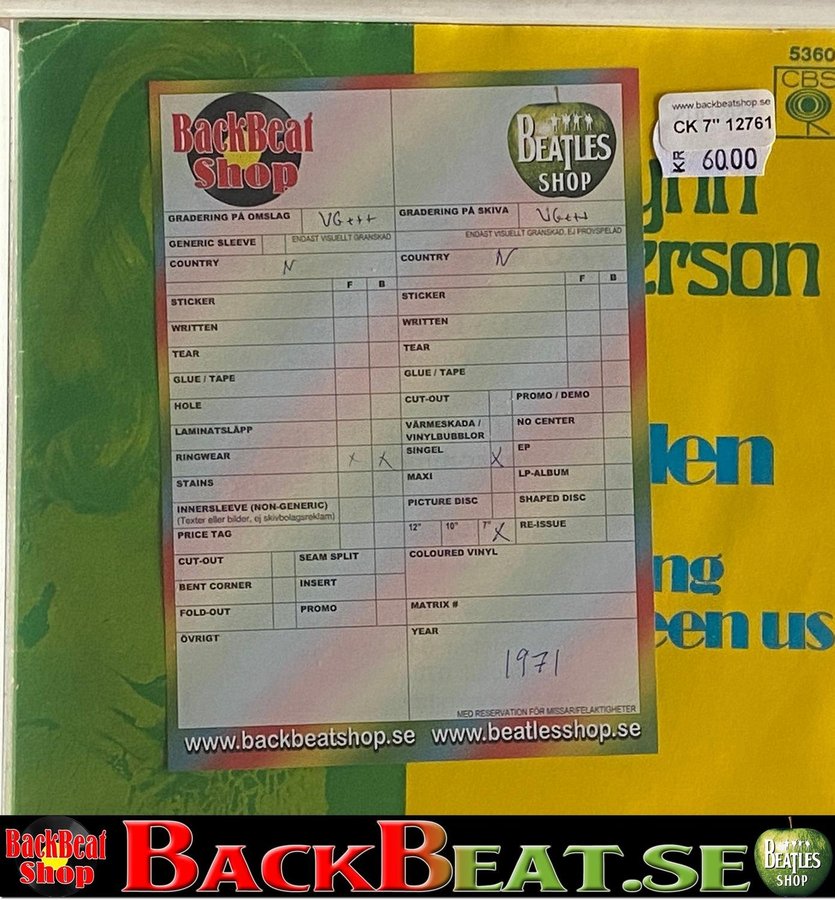 5360
CBS
www.backbeatshop.se
CK 7" 12761
KR 60.00
BackBeat Shop
BEATLES SHOP
GRADERING PÅ OMSLAG VG+++ GRADERING PÅ SKIVA
ENDAST VISUELLT GRANSKAD ENDAST VISUELLT GRANSKAD, EJ PROVSPELAD
GENERIC SLEEVE
COUNTRY N COUNTRY N
F B F B
STICKER STICKER
WRITTEN WRITTEN
TEAR TEAR
GLUE / TAPE GLUE / TAPE
HOLE CUT-OUT PROMO / DEMO
LAMINATSLÄPP VÄRMESKADA / VINYLBUBBLOR NO CENTER
RINGWEAR X X SINGEL X EP
STAINS MAXI LP-ALBUM
INNERSLEEVE (NON-GENERIC) PICTURE DISC SHAPED DISC
(Texter eller bilder, ej skivbolagsreklam)
PRICE TAG 12" 10" 7" X RE-ISSUE
CUT-OUT SEAM SPLIT COLOURED VINYL
BENT CORNER INSERT
FOLD-OUT PROMO MATRIX #
ÖVRIGT YEAR
1971
MED RESERVATION FÖR MISSAR/FELAKTIGHETER
www.backbeatshop.se www.beatlesshop.se
rson
den
ng
een us
BackBeat Shop BACKBEAT.SE BEATLES SHOP